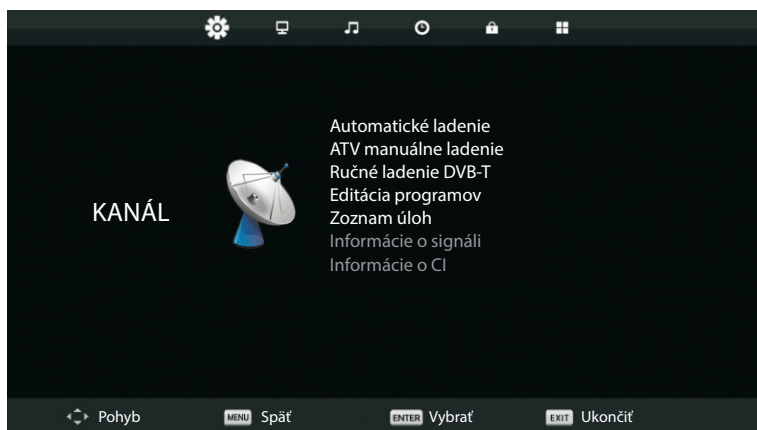 Automatické ladenie
ATV manuálne ladenie
Ručné ladenie DVB-T
Editácia programov
KANÁL
Zoznam úloh
Informácie o signáli
Informácie o CI
Pohyb MENU Späť ENTER Vybrať EXIT Ukončiť